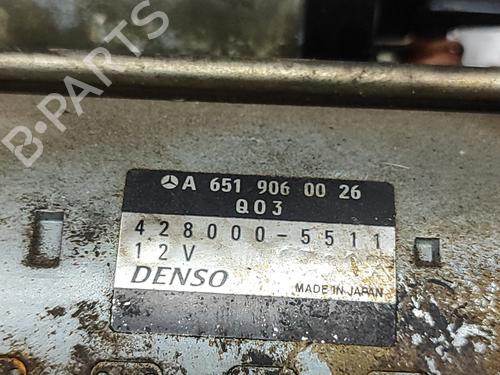 B-PARTS
A 651 906 00 26
Q03
428000-5511
12V
DENSO
MADE IN JAPAN